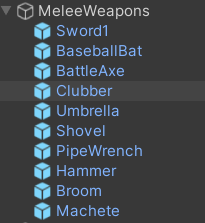 MeleeWeapons
Sword1
BaseballBat
BattleAxe
Clubber
Umbrella
Shovel
PipeWrench
Hammer
Broom
Machete